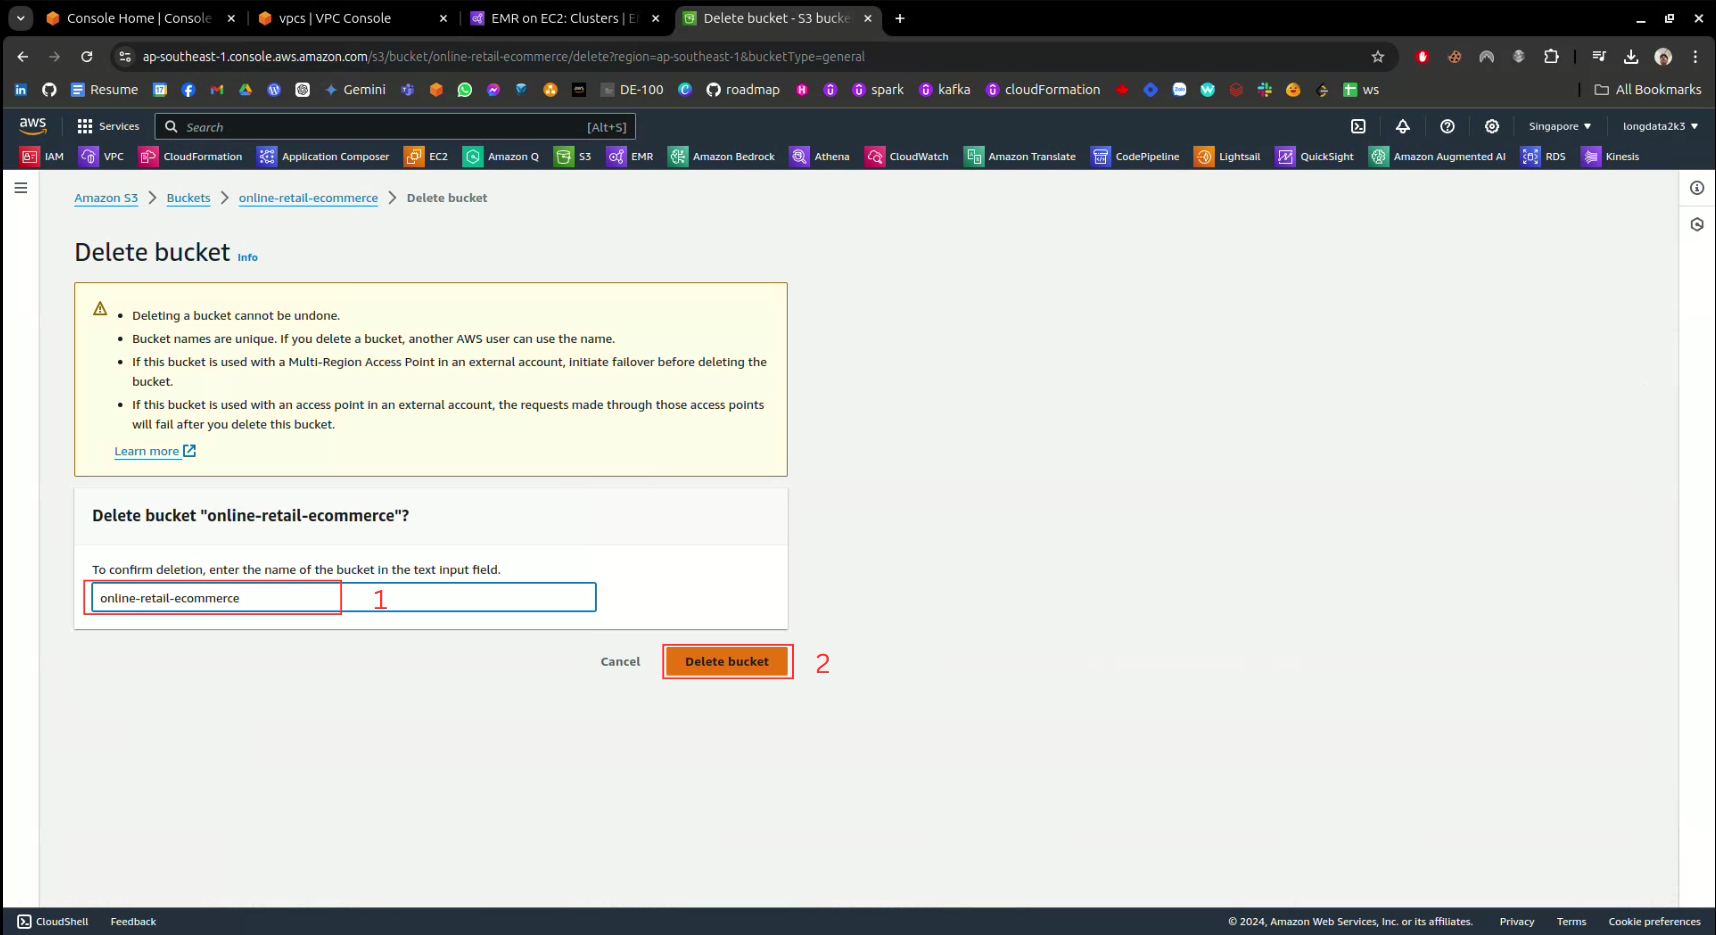 Console Home | Console
vpcs | VPC Console
EMR on EC2: Clusters | E
Delete bucket - S3 bucke
ap-southeast-1.console.aws.amazon.com/s3/bucket/online-retail-ecommerce/delete?region=ap-southeast-1&bucketType=general
Resume
Gemini
DE-100
roadmap
spark
kafka
cloudFormation
ws
All Bookmarks
aws
Services
Search
[Alt+S]
Singapore
longdata2k3
IAM
VPC
CloudFormation
Application Composer
EC2
Amazon Q
S3
EMR
Amazon Bedrock
Athena
CloudWatch
Amazon Translate
CodePipeline
Lightsail
QuickSight
Amazon Augmented AI
RDS
Kinesis
Amazon S3 > Buckets > online-retail-ecommerce > Delete bucket
Delete bucket Info
• Deleting a bucket cannot be undone.
• Bucket names are unique. If you delete a bucket, another AWS user can use the name.
• If this bucket is used with a Multi-Region Access Point in an external account, initiate failover before deleting the
bucket.
• If this bucket is used with an access point in an external account, the requests made through those access points
will fail after you delete this bucket.
Learn more
Delete bucket "online-retail-ecommerce"?
To confirm deletion, enter the name of the bucket in the text input field.
online-retail-ecommerce
1
Cancel
Delete bucket
2
CloudShell
Feedback
© 2024, Amazon Web Services, Inc. or its affiliates.
Privacy
Terms
Cookie preferences